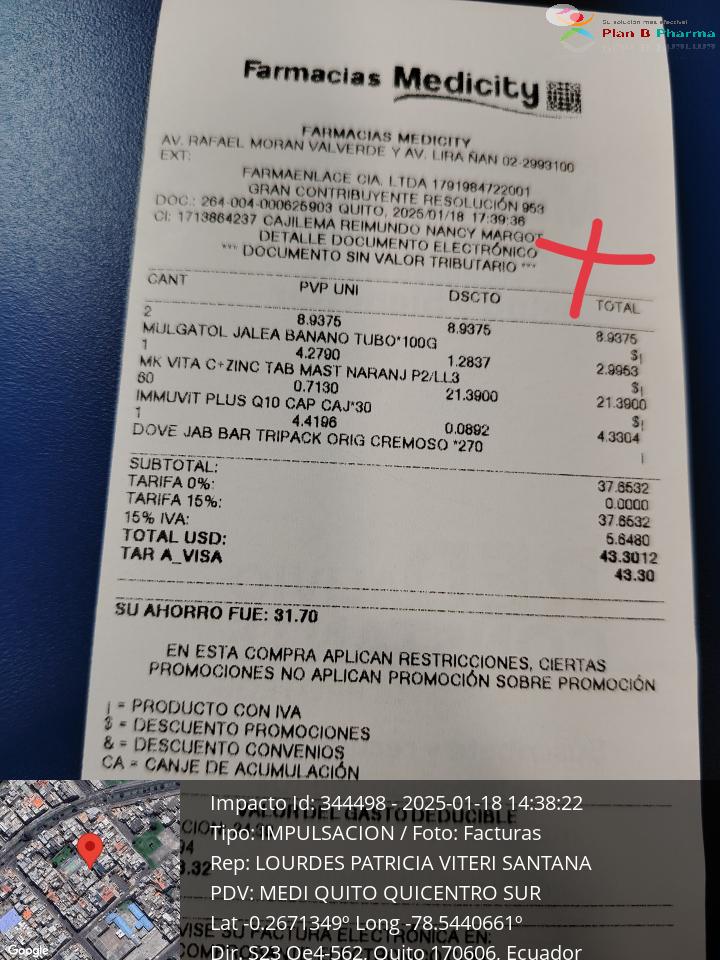 Su solución más efectiva!
Plan B Pharma
Farmacias Medicity
FARMACIAS MEDICITY
AV. RAFAEL MORAN VALVERDE Y AV. LIRA ÑAN 02-2993100
EXT:
FARMAENLACE CIA. LTDA 1791984722001
GRAN CONTRIBUYENTE RESOLUCIÓN 953
DOC.: 264-004-000625903 QUITO, 2025/01/18 17:39:36
CI: 1713864237 CAJILEMA REIMUNDO NANCY MARGOT
DETALLE DOCUMENTO ELECTRÓNICO
*** DOCUMENTO SIN VALOR TRIBUTARIO ***
CANT PVP UNI DSCTO TOTAL
2 8.9375 8.9375 8.9375
MULGATOL JALEA BANANO TUBO*100G $¡
1 4.2790 1.2837 2.9953
MK VITA C+ZINC TAB MAST NARANJ P2/LL3 $¡
60 0.7130 21.3900 21.3900
IMMUVIT PLUS Q10 CAP CAJ*30 $¡
1 4.4196 0.0892 4.3304
DOVE JAB BAR TRIPACK ORIG CREMOSO *270 ¡
SUBTOTAL: 37.6532
TARIFA 0%: 0.0000
TARIFA 15%: 37.6532
15% IVA: 5.6480
TOTAL USD: 43.3012
TAR A_VISA 43.30
SU AHORRO FUE: 31.70
EN ESTA COMPRA APLICAN RESTRICCIONES, CIERTAS
PROMOCIONES NO APLICAN PROMOCIÓN SOBRE PROMOCIÓN
¡ = PRODUCTO CON IVA
$ = DESCUENTO PROMOCIONES
& = DESCUENTO CONVENIOS
CA = CANJE DE ACUMULACIÓN
VALOR DEL GASTO DEDUCIBLE
Impacto Id: 344498 - 2025-01-18 14:38:22
Tipo: IMPULSACION / Foto: Facturas
Rep: LOURDES PATRICIA VITERI SANTANA
PDV: MEDI QUITO QUICENTRO SUR
Lat -0.2671349º Long -78.5440661º
Dir. S23 Oe4-562, Quito 170606, Ecuador
Google